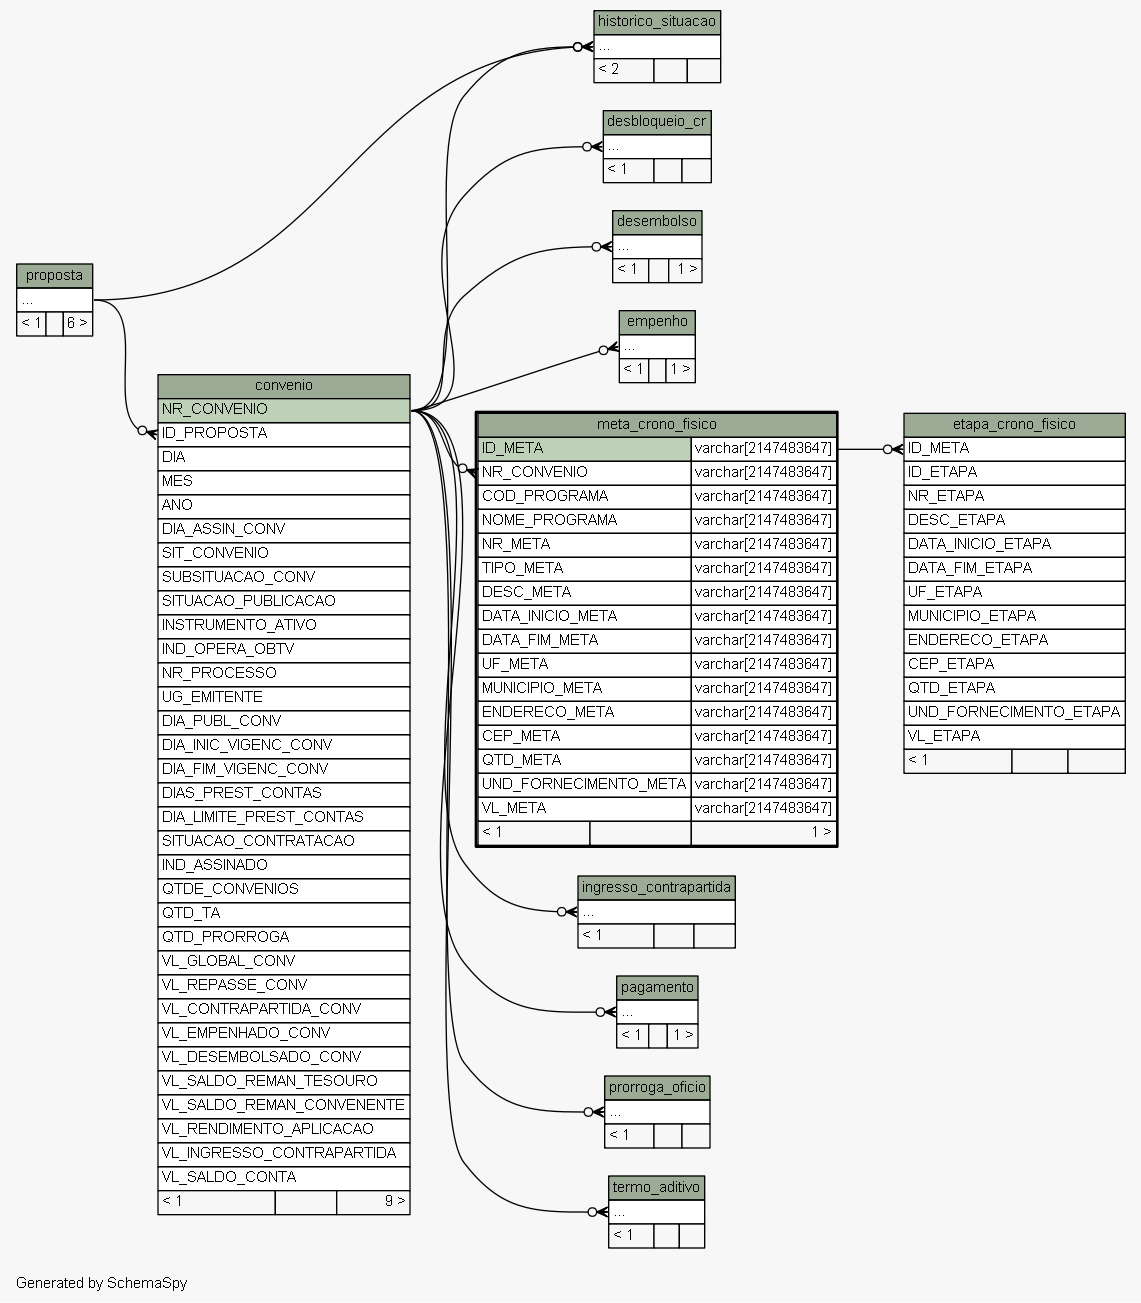 historico_situacao
...
< 2
desbloqueio_cr
...
< 1
desembolso
...
< 1 1 >
proposta
...
< 1 6 >
empenho
...
< 1 1 >
convenio
NR_CONVENIO
ID_PROPOSTA
DIA
MES
ANO
DIA_ASSIN_CONV
SIT_CONVENIO
SUBSITUACAO_CONV
SITUACAO_PUBLICACAO
INSTRUMENTO_ATIVO
IND_OPERA_OBTV
NR_PROCESSO
UG_EMITENTE
DIA_PUBL_CONV
DIA_INIC_VIGENC_CONV
DIA_FIM_VIGENC_CONV
DIAS_PREST_CONTAS
DIA_LIMITE_PREST_CONTAS
SITUACAO_CONTRATACAO
IND_ASSINADO
QTDE_CONVENIOS
QTD_TA
QTD_PRORROGA
VL_GLOBAL_CONV
VL_REPASSE_CONV
VL_CONTRAPARTIDA_CONV
VL_EMPENHADO_CONV
VL_DESEMBOLSADO_CONV
VL_SALDO_REMAN_TESOURO
VL_SALDO_REMAN_CONVENENTE
VL_RENDIMENTO_APLICACAO
VL_INGRESSO_CONTRAPARTIDA
VL_SALDO_CONTA
< 1 9 >
meta_crono_fisico
ID_META varchar[2147483647]
NR_CONVENIO varchar[2147483647]
COD_PROGRAMA varchar[2147483647]
NOME_PROGRAMA varchar[2147483647]
NR_META varchar[2147483647]
TIPO_META varchar[2147483647]
DESC_META varchar[2147483647]
DATA_INICIO_META varchar[2147483647]
DATA_FIM_META varchar[2147483647]
UF_META varchar[2147483647]
MUNICIPIO_META varchar[2147483647]
ENDERECO_META varchar[2147483647]
CEP_META varchar[2147483647]
QTD_META varchar[2147483647]
UND_FORNECIMENTO_META varchar[2147483647]
VL_META varchar[2147483647]
< 1 1 >
etapa_crono_fisico
ID_META
ID_ETAPA
NR_ETAPA
DESC_ETAPA
DATA_INICIO_ETAPA
DATA_FIM_ETAPA
UF_ETAPA
MUNICIPIO_ETAPA
ENDERECO_ETAPA
CEP_ETAPA
QTD_ETAPA
UND_FORNECIMENTO_ETAPA
VL_ETAPA
< 1
ingresso_contrapartida
...
< 1
pagamento
...
< 1 1 >
prorroga_oficio
...
< 1
termo_aditivo
...
< 1
Generated by SchemaSpy